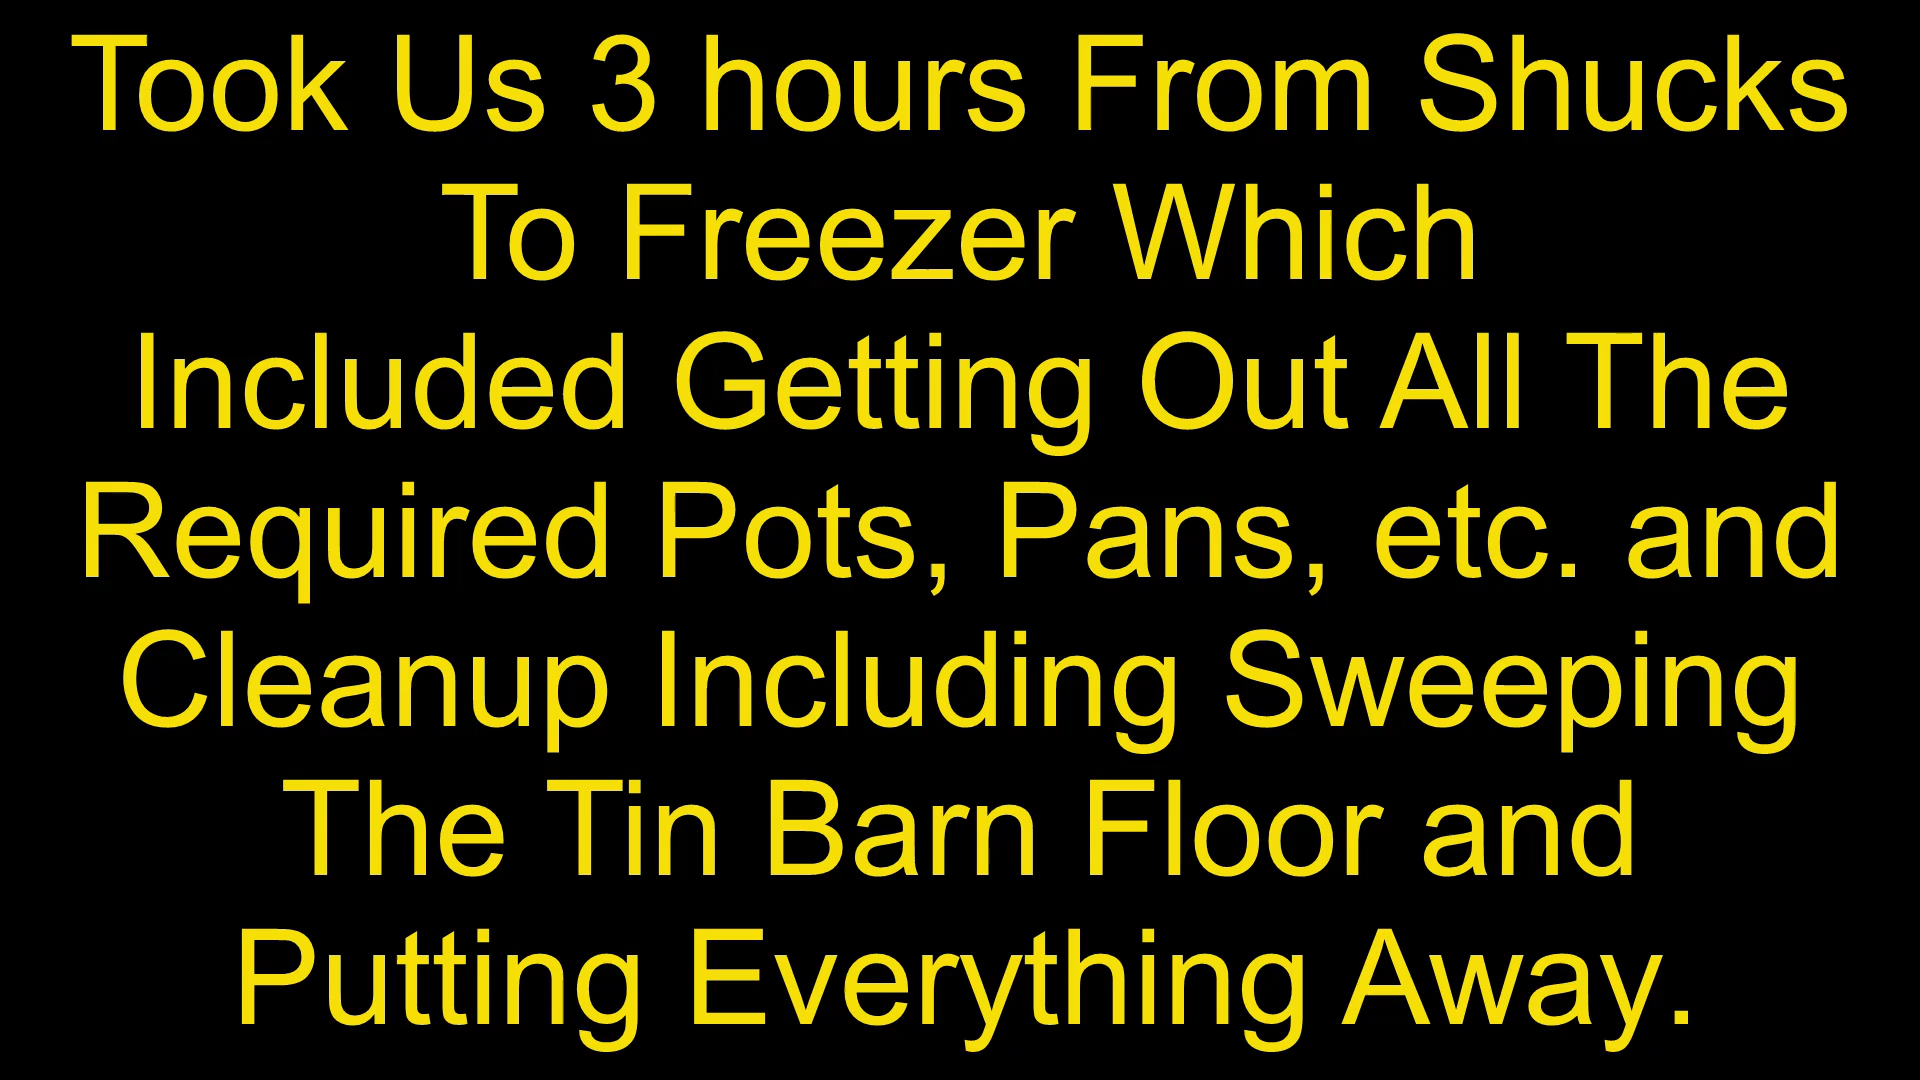 Took Us 3 hours From Shucks
To Freezer Which
Included Getting Out All The
Required Pots, Pans, etc. and
Cleanup Including Sweeping
The Tin Barn Floor and
Putting Everything Away.